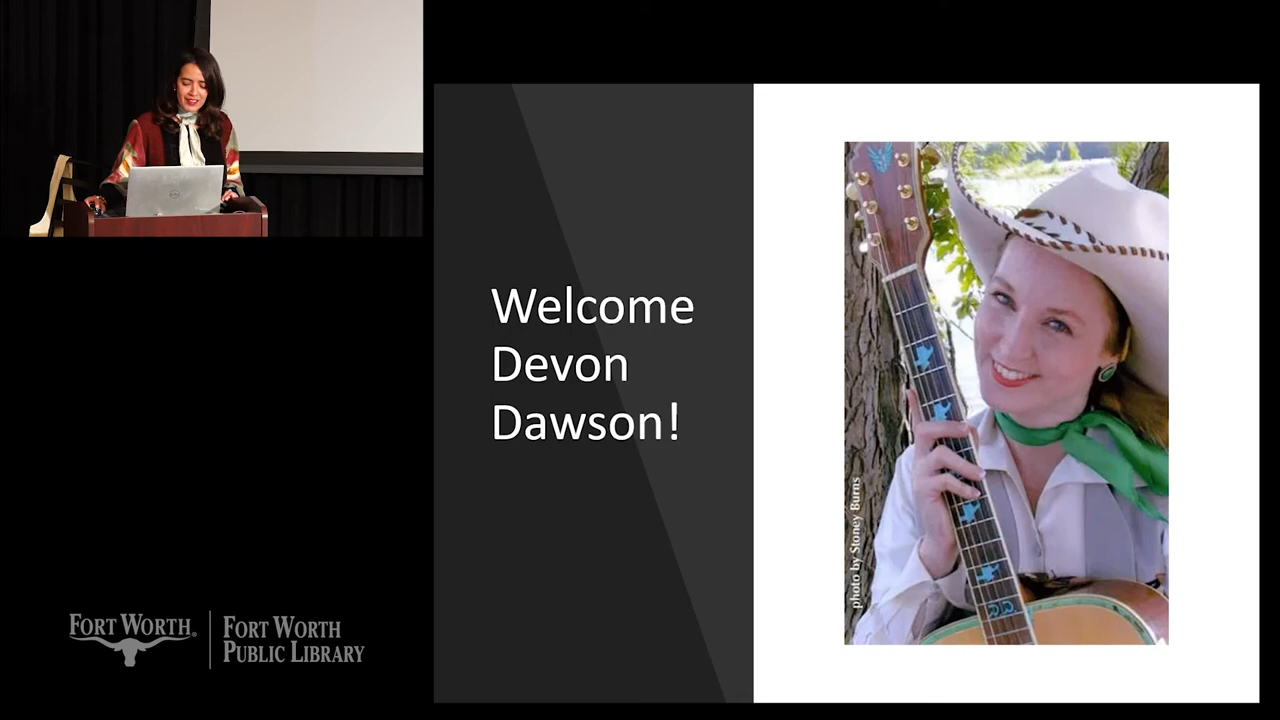 Welcome
Devon
Dawson!
photo by Stoney Burns
FORT WORTH®
FORT WORTH
PUBLIC LIBRARY